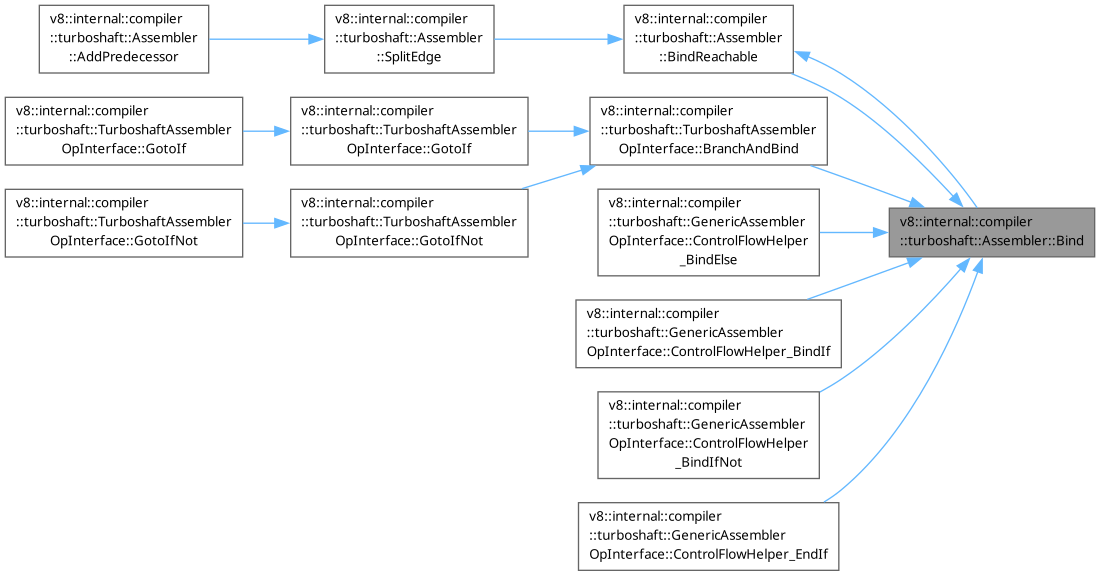 v8::internal::compiler
::turboshaft::Assembler
::AddPredecessor
v8::internal::compiler
::turboshaft::Assembler
::SplitEdge
v8::internal::compiler
::turboshaft::Assembler
::BindReachable
v8::internal::compiler
::turboshaft::TurboshaftAssembler
OpInterface::GotoIf
v8::internal::compiler
::turboshaft::TurboshaftAssembler
OpInterface::GotoIf
v8::internal::compiler
::turboshaft::TurboshaftAssembler
OpInterface::BranchAndBind
v8::internal::compiler
::turboshaft::TurboshaftAssembler
OpInterface::GotoIfNot
v8::internal::compiler
::turboshaft::TurboshaftAssembler
OpInterface::GotoIfNot
v8::internal::compiler
::turboshaft::GenericAssembler
OpInterface::ControlFlowHelper
_BindElse
v8::internal::compiler
::turboshaft::Assembler::Bind
v8::internal::compiler
::turboshaft::GenericAssembler
OpInterface::ControlFlowHelper_BindIf
v8::internal::compiler
::turboshaft::GenericAssembler
OpInterface::ControlFlowHelper
_BindIfNot
v8::internal::compiler
::turboshaft::GenericAssembler
OpInterface::ControlFlowHelper_EndIf